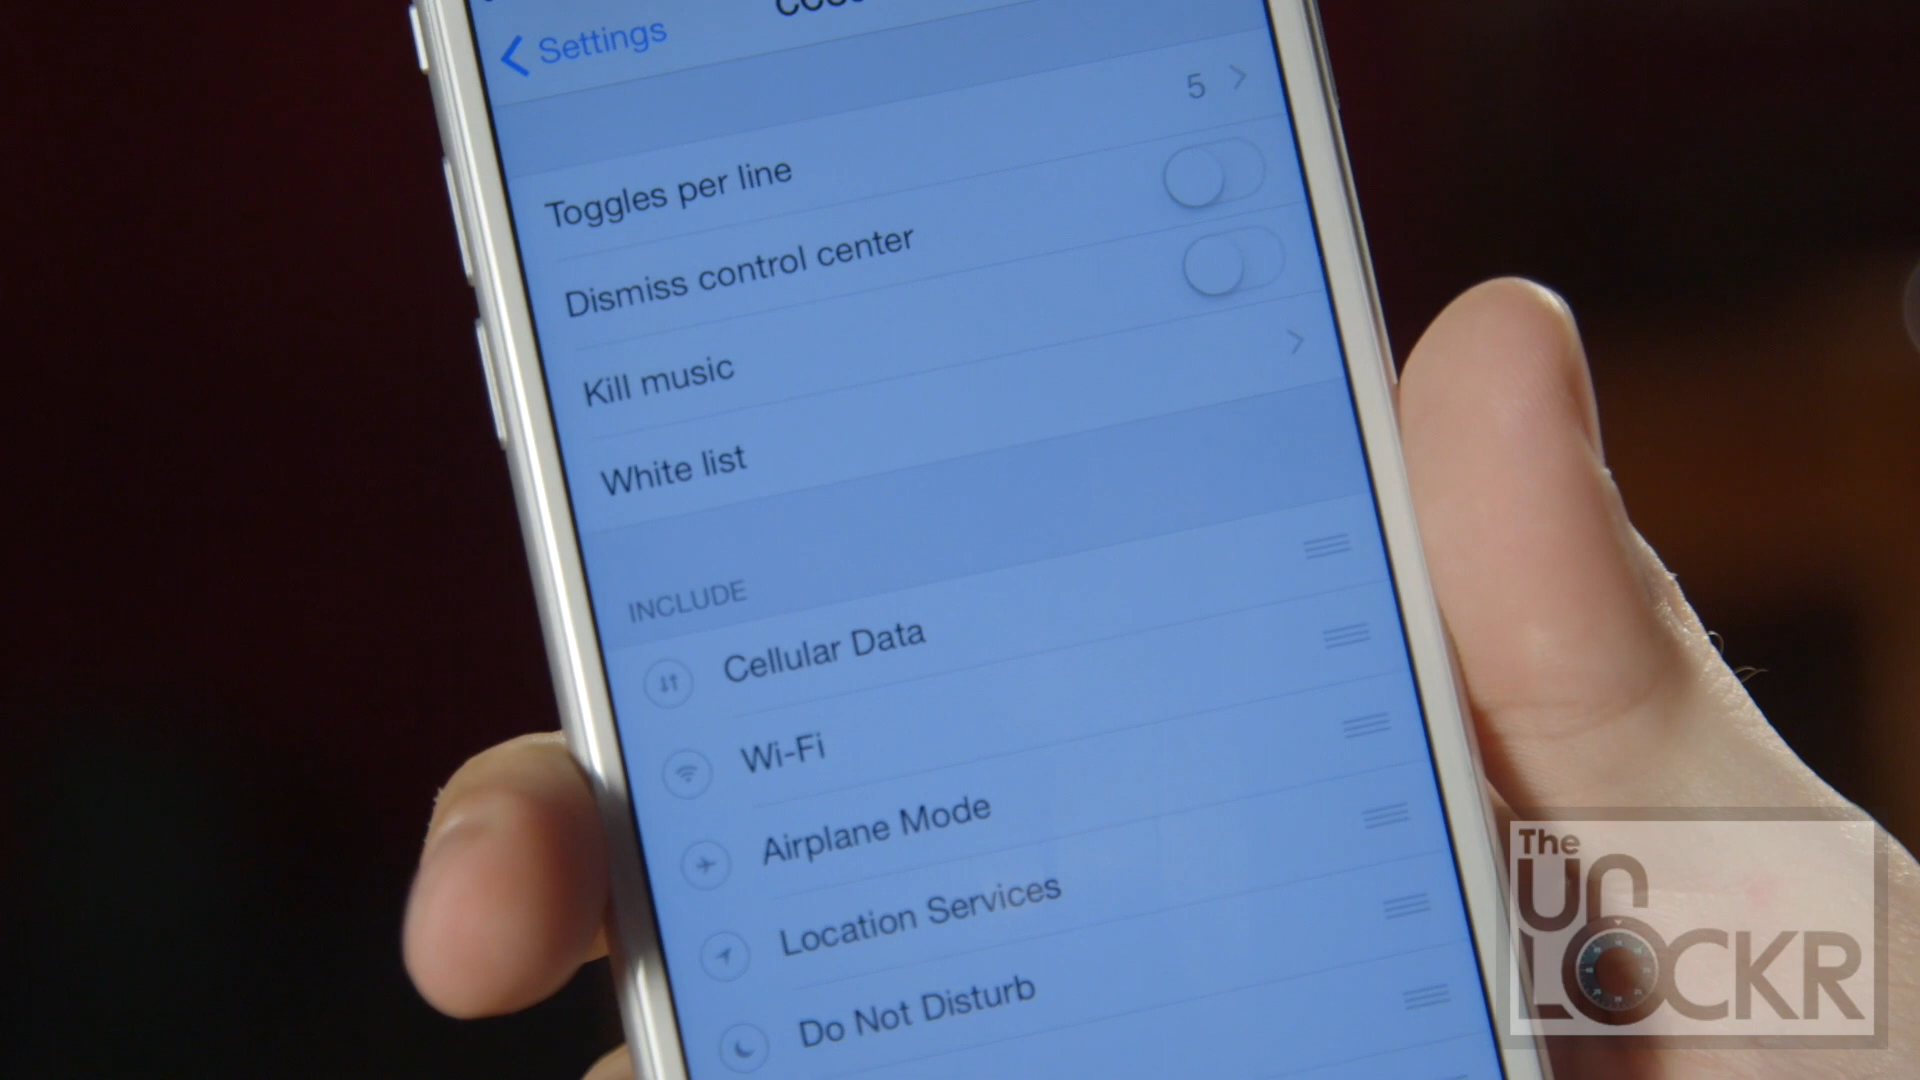 Settings
Toggles per line 5
Dismiss control center
Kill music
White list
INCLUDE
Cellular Data
Wi-Fi
Airplane Mode
Location Services
Do Not Disturb
The
UN
LOCKR